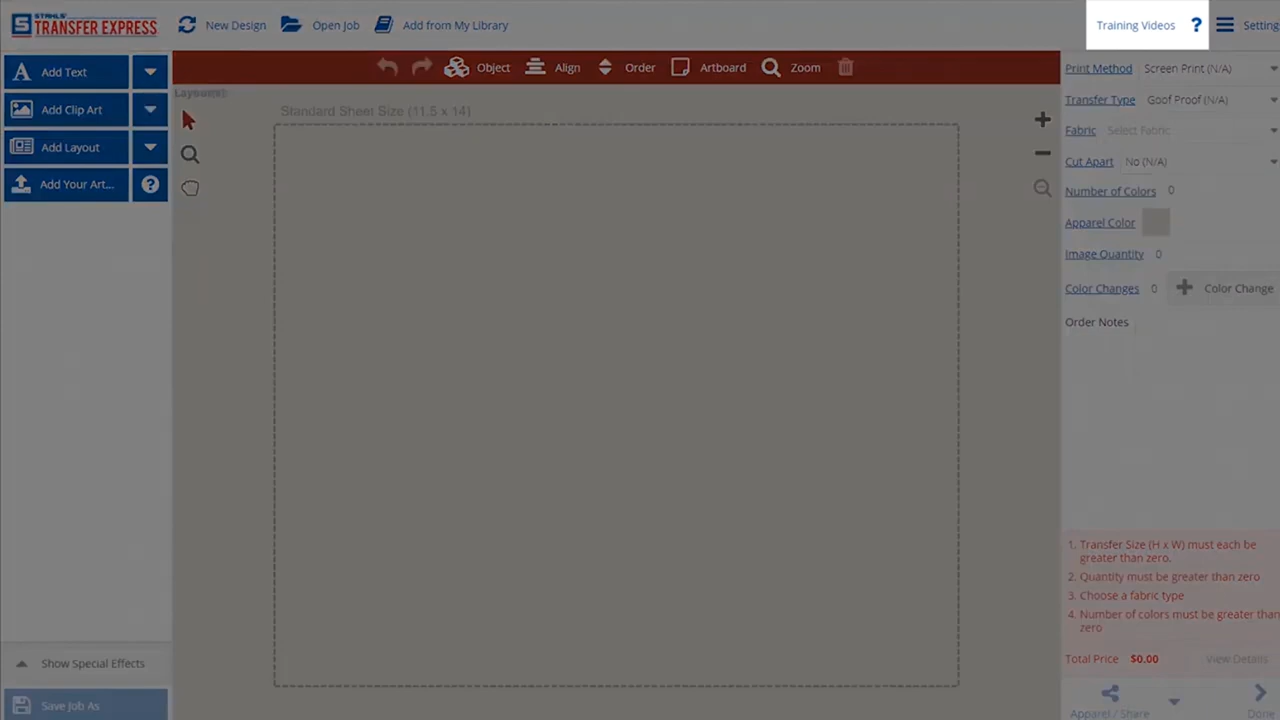 STAHLS'
TRANSFER EXPRESS
New Design
Open Job
Add from My Library
Training Videos ?
Setting
Add Text
Add Clip Art
Add Layout
Add Your Art...
?
Object
Align
Order
Artboard
Zoom
Standard Sheet Size (11.5 x 14)
Print Method Screen Print (N/A)
Transfer Type Goof Proof (N/A)
Fabric Select Fabric
Cut Apart No (N/A)
Number of Colors 0
Apparel Color
Image Quantity 0
Color Changes 0 Color Change
Order Notes
1. Transfer Size (H x W) must each be
greater than zero.
2. Quantity must be greater than zero
3. Choose a fabric type
4. Number of colors must be greater than
zero
Total Price $0.00 View Details
Show Special Effects
Save Job As
Apparel / Share
Done